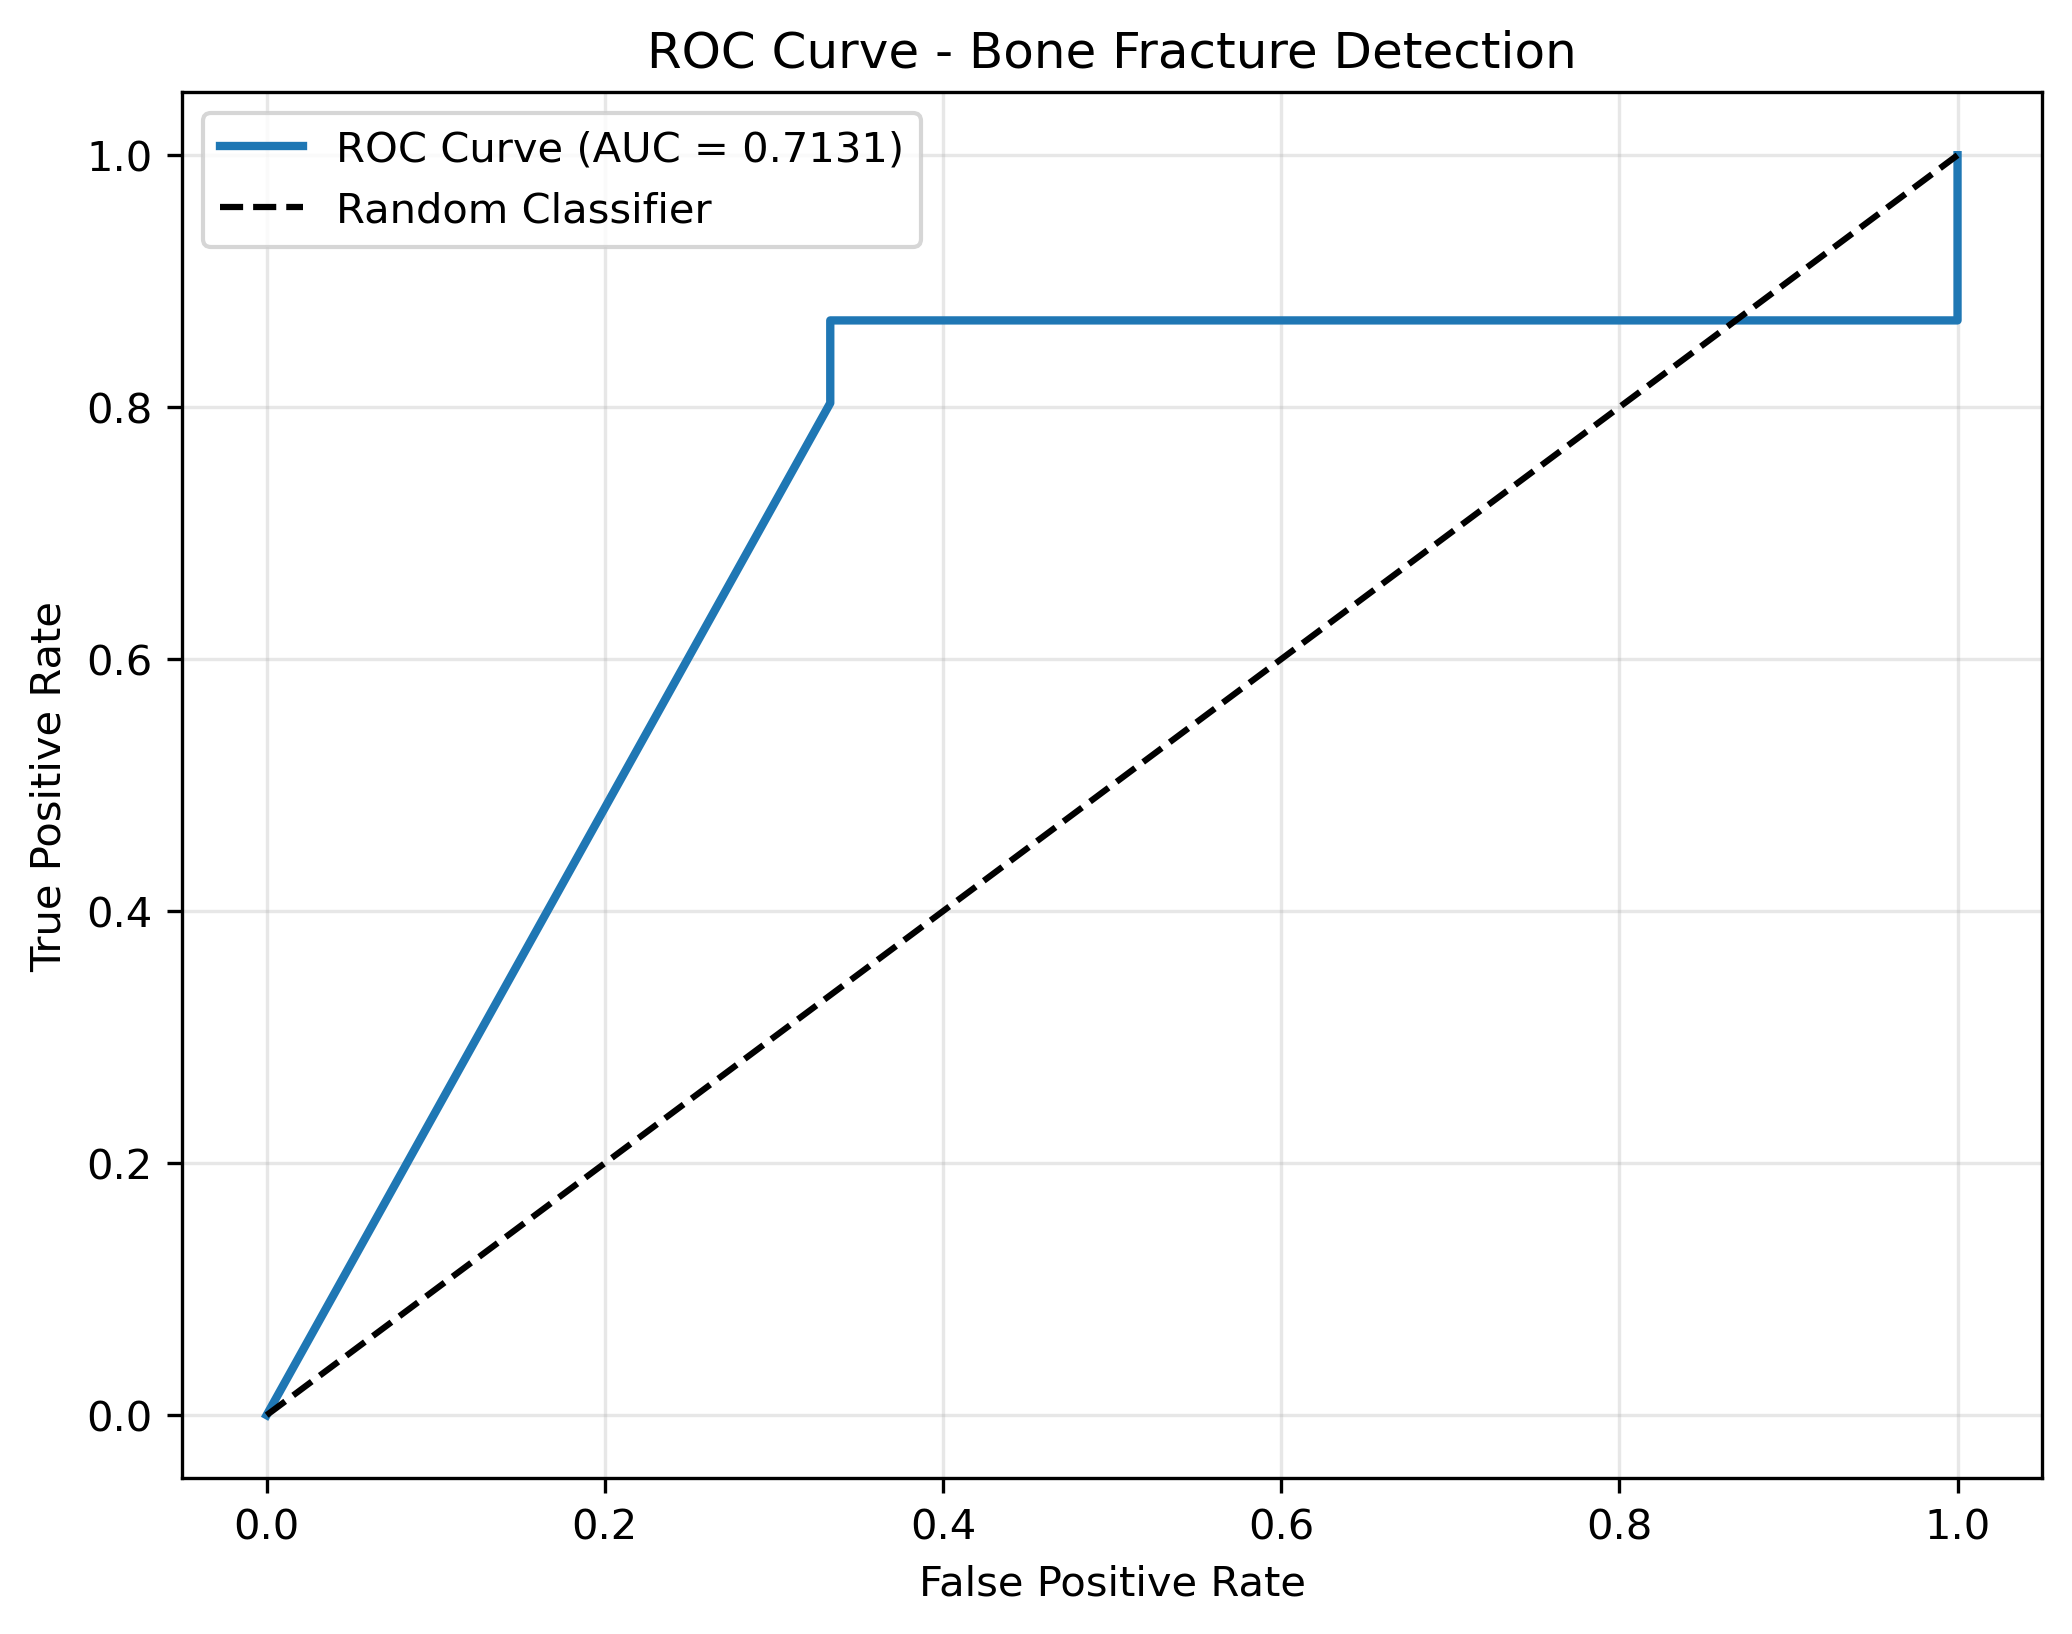 ROC Curve - Bone Fracture Detection
ROC Curve (AUC = 0.7131)
Random Classifier
True Positive Rate
1.0
0.8
0.6
0.4
0.2
0.0
0.0 0.2 0.4 0.6 0.8 1.0
False Positive Rate